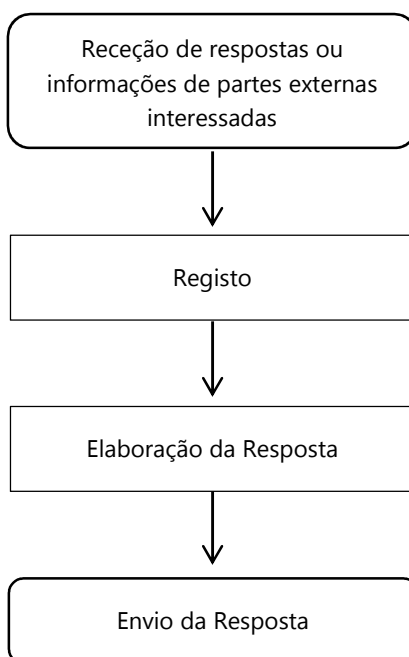 Receção de respostas ou
informações de partes externas
interessadas
Registo
Elaboração da Resposta
Envio da Resposta